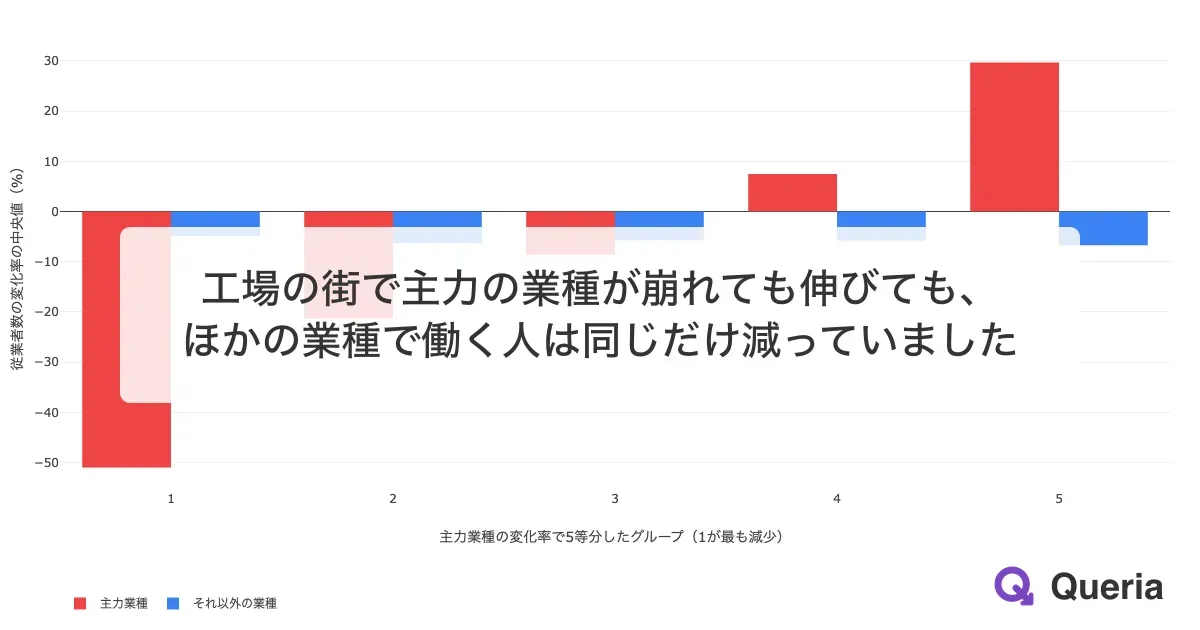 30
20
10
0
−10
−20
−30
−40
−50
従業者数の変化率の中央値（%）
工場の街で主力の業種が崩れても伸びても、
ほかの業種で働く人は同じだけ減っていました
1 2 3 4 5
主力業種の変化率で5等分したグループ（1が最も減少）
主力業種 それ以外の業種
Queria